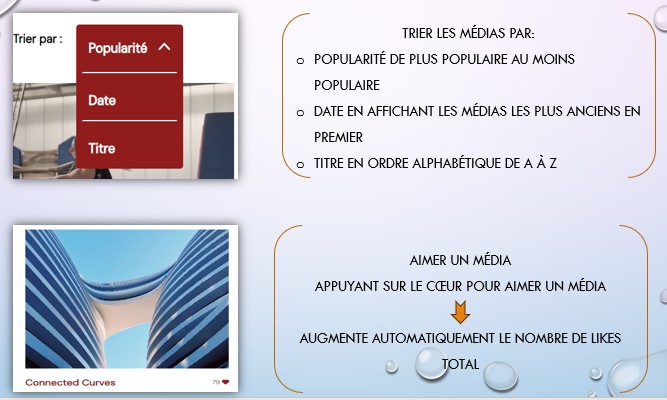 Trier par :
Popularité
Date
Titre
TRIER LES MÉDIAS PAR:
o POPULARITÉ DE PLUS POPULAIRE AU MOINS
POPULAIRE
o DATE EN AFFICHANT LES MÉDIAS LES PLUS ANCIENS EN
PREMIER
o TITRE EN ORDRE ALPHABÉTIQUE DE A À Z
Connected Curves
79
AIMER UN MÉDIA
APPUYANT SUR LE CŒUR POUR AIMER UN MÉDIA
AUGMENTE AUTOMATIQUEMENT LE NOMBRE DE LIKES
TOTAL